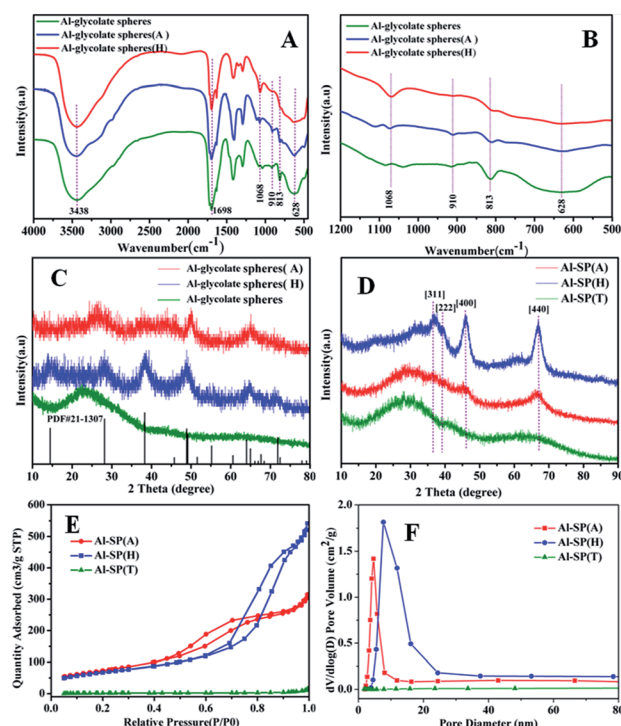 Al-glycolate spheres
Al-glycolate spheres(A )
Al-glycolate spheres(H)
A
Intensity(a.u)
3438
1698
1068
910
813
628
4000 3500 3000 2500 2000 1500 1000 500
Wavenumber(cm-1)
Al-glycolate spheres
Al-glycolate spheres(A )
Al-glycolate spheres(H)
B
Intensity(a.u)
1068
910
813
628
1200 1100 1000 900 800 700 600 500
Wavenumber(cm-1)
C
Al-glycolate spheres( A)
Al-glycolate spheres( H)
Al-glycolate spheres
Intensity(a.u)
PDF#21-1307
10 20 30 40 50 60 70 80
2 Theta (degree)
D
Al-SP(A)
Al-SP(H)
Al-SP(T)
[311]
[222]
[400]
[440]
Intensity(a.u)
10 20 30 40 50 60 70 80 90
2 Theta (degree)
E
Al-SP(A)
Al-SP(H)
Al-SP(T)
Quantity Adsorbed (cm3/g STP)
600
500
400
300
200
100
0
0.0 0.2 0.4 0.6 0.8 1.0
Relative Pressure(P/P0)
F
Al-SP(A)
Al-SP(H)
Al-SP(T)
dV/dlog(D) Pore Volume (cm2/g)
2.0
1.5
1.0
0.5
0.0
0 20 40 60 80
Pore Diameter (nm)